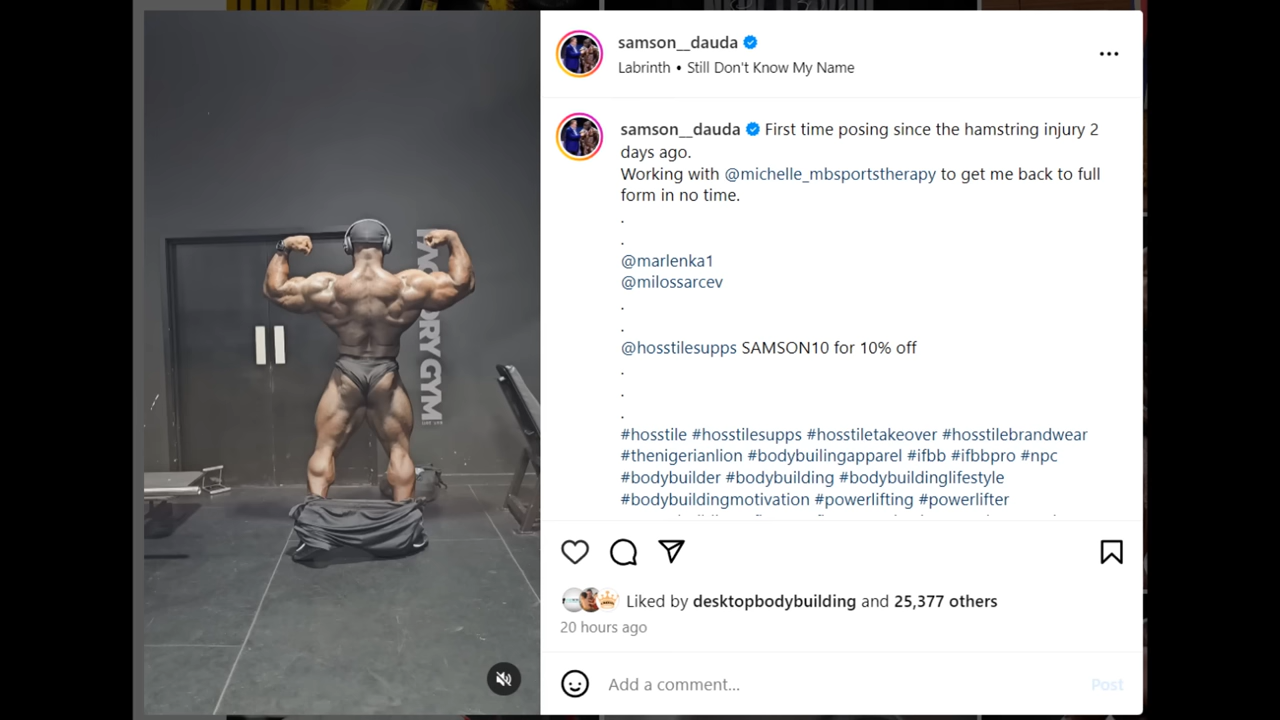 samson__dauda
Labrinth • Still Don't Know My Name
samson__dauda First time posing since the hamstring injury 2
days ago.
Working with @michelle_mbsportstherapy to get me back to full
form in no time.
.
.
@marlenka1
@milossarcev
.
.
@hosstilesupps SAMSON10 for 10% off
.
.
.
#hosstile #hosstilesupps #hosstiletakeover #hosstilebrandwear
#thenigerianlion #bodybuilingapparel #ifbb #ifbbpro #npc
#bodybuilder #bodybuilding #bodybuildinglifestyle
#bodybuildingmotivation #powerlifting #powerlifter
Liked by desktopbodybuilding and 25,377 others
20 hours ago
Add a comment...
Post
GYM